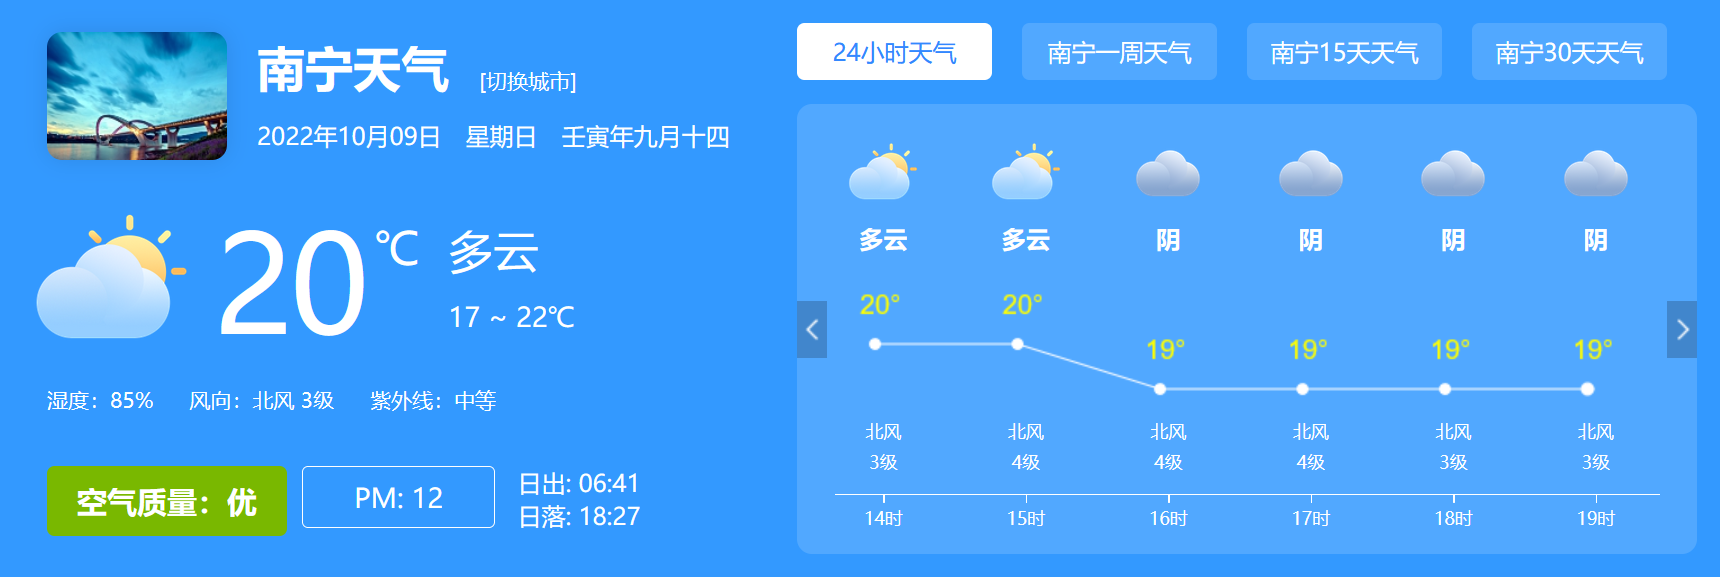 南宁天气 [切换城市]
2022年10月09日 星期日 壬寅年九月十四
20℃ 多云
17 ~ 22℃
湿度：85% 风向：北风 3级 紫外线：中等
空气质量：优 PM: 12
日出: 06:41
日落: 18:27
24小时天气 南宁一周天气 南宁15天天气 南宁30天天气
多云 多云 阴 阴 阴 阴
20° 20° 19° 19° 19° 19°
北风 北风 北风 北风 北风 北风
3级 4级 4级 4级 3级 3级
14时 15时 16时 17时 18时 19时